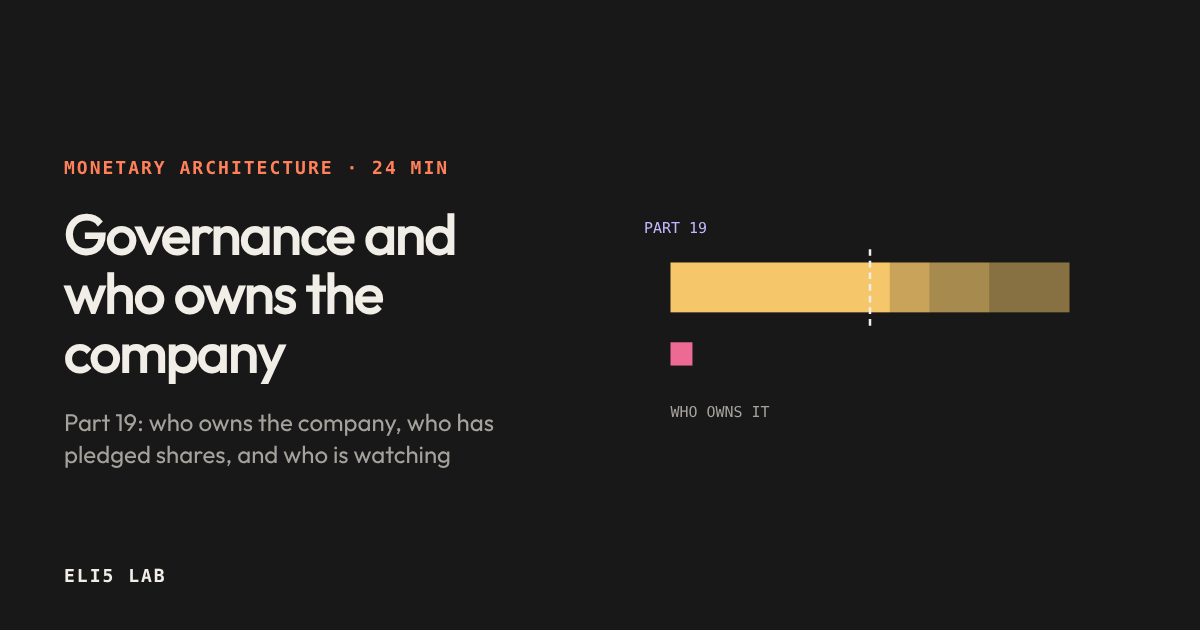 MONETARY ARCHITECTURE · 24 MIN
Governance and
who owns the
company
Part 19: who owns the company, who has
pledged shares, and who is watching
ELI5 LAB
PART 19
WHO OWNS IT